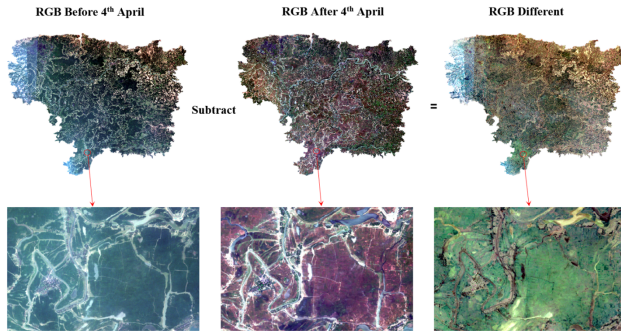 RGB Before 4th April
RGB After 4th April
RGB Different
Subtract
=